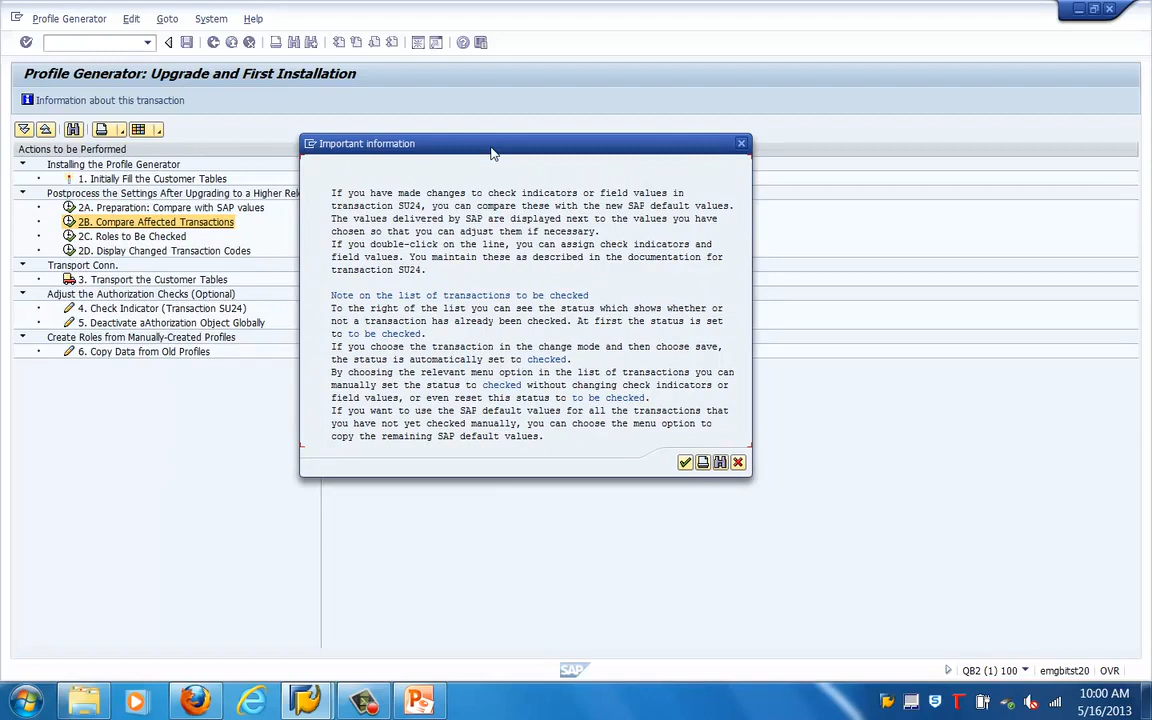 Profile Generator Edit Goto System Help
Profile Generator: Upgrade and First Installation
Information about this transaction
Actions to be Performed
Installing the Profile Generator
1. Initially Fill the Customer Tables
Postprocess the Settings After Upgrading to a Higher Rele
2A. Preparation: Compare with SAP values
2B. Compare Affected Transactions
2C. Roles to Be Checked
2D. Display Changed Transaction Codes
Transport Conn.
3. Transport the Customer Tables
Adjust the Authorization Checks (Optional)
4. Check Indicator (Transaction SU24)
5. Deactivate aAthorization Object Globally
Create Roles from Manually-Created Profiles
6. Copy Data from Old Profiles
Important information
If you have made changes to check indicators or field values in
transaction SU24, you can compare these with the new SAP default values.
The values delivered by SAP are displayed next to the values you have
chosen so that you can adjust them if necessary.
If you double-click on the line, you can assign check indicators and
field values. You maintain these as described in the documentation for
transaction SU24.
Note on the list of transactions to be checked
To the right of the list you can see the status which shows whether or
not a transaction has already been checked. At first the status is set
to to be checked.
If you choose the transaction in the change mode and then choose save,
the status is automatically set to checked.
By choosing the relevant menu option in the list of transactions you can
manually set the status to checked without changing check indicators or
field values, or even reset this status to to be checked.
If you want to use the SAP default values for all the transactions that
you have not yet checked manually, you can choose the menu option to
copy the remaining SAP default values.
SAP
QB2 (1) 100 emgbitst20 OVR
10:00 AM
5/16/2013